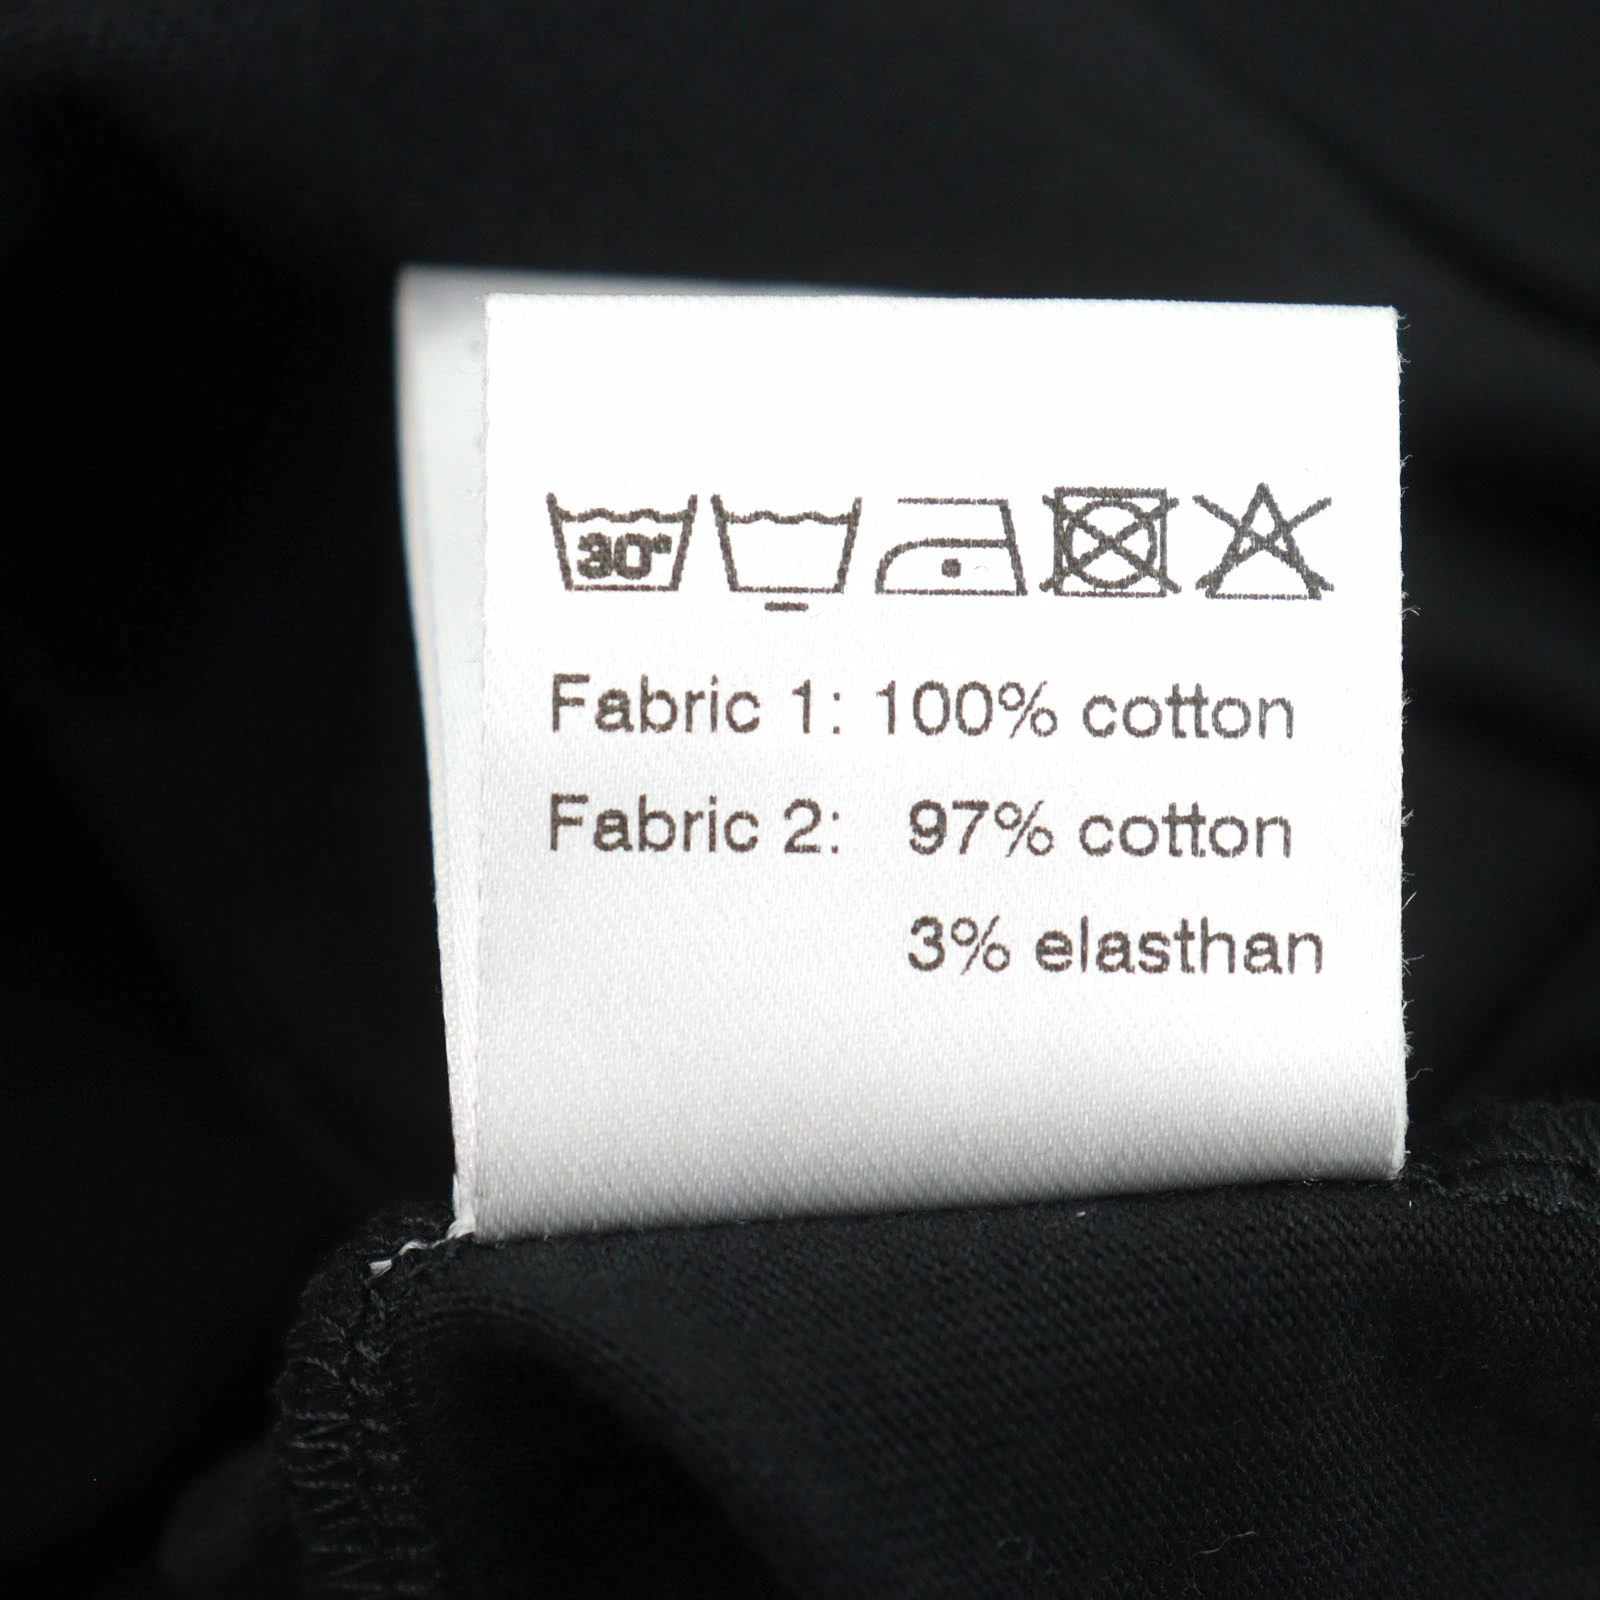 30°
Fabric 1: 100% cotton
Fabric 2: 97% cotton
3% elasthan